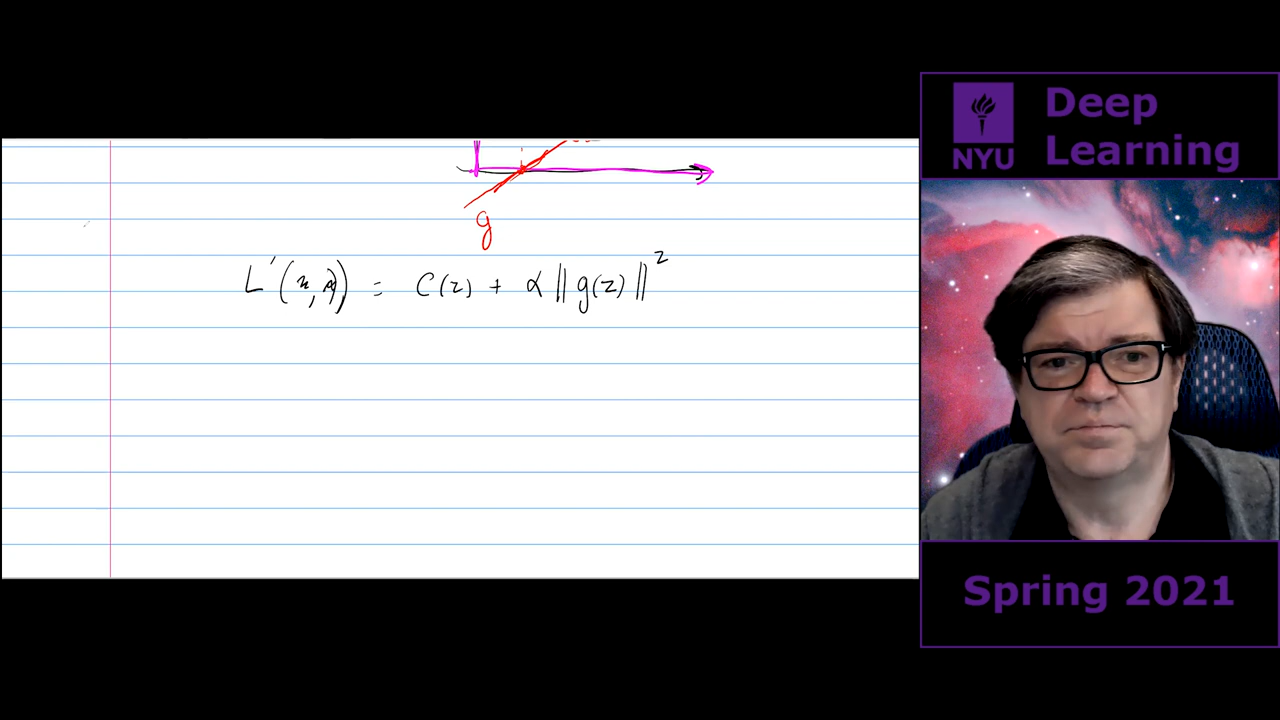 g
L'( , ) = C(z) + α ||g(z)||²
NYU
Deep
Learning
Spring 2021